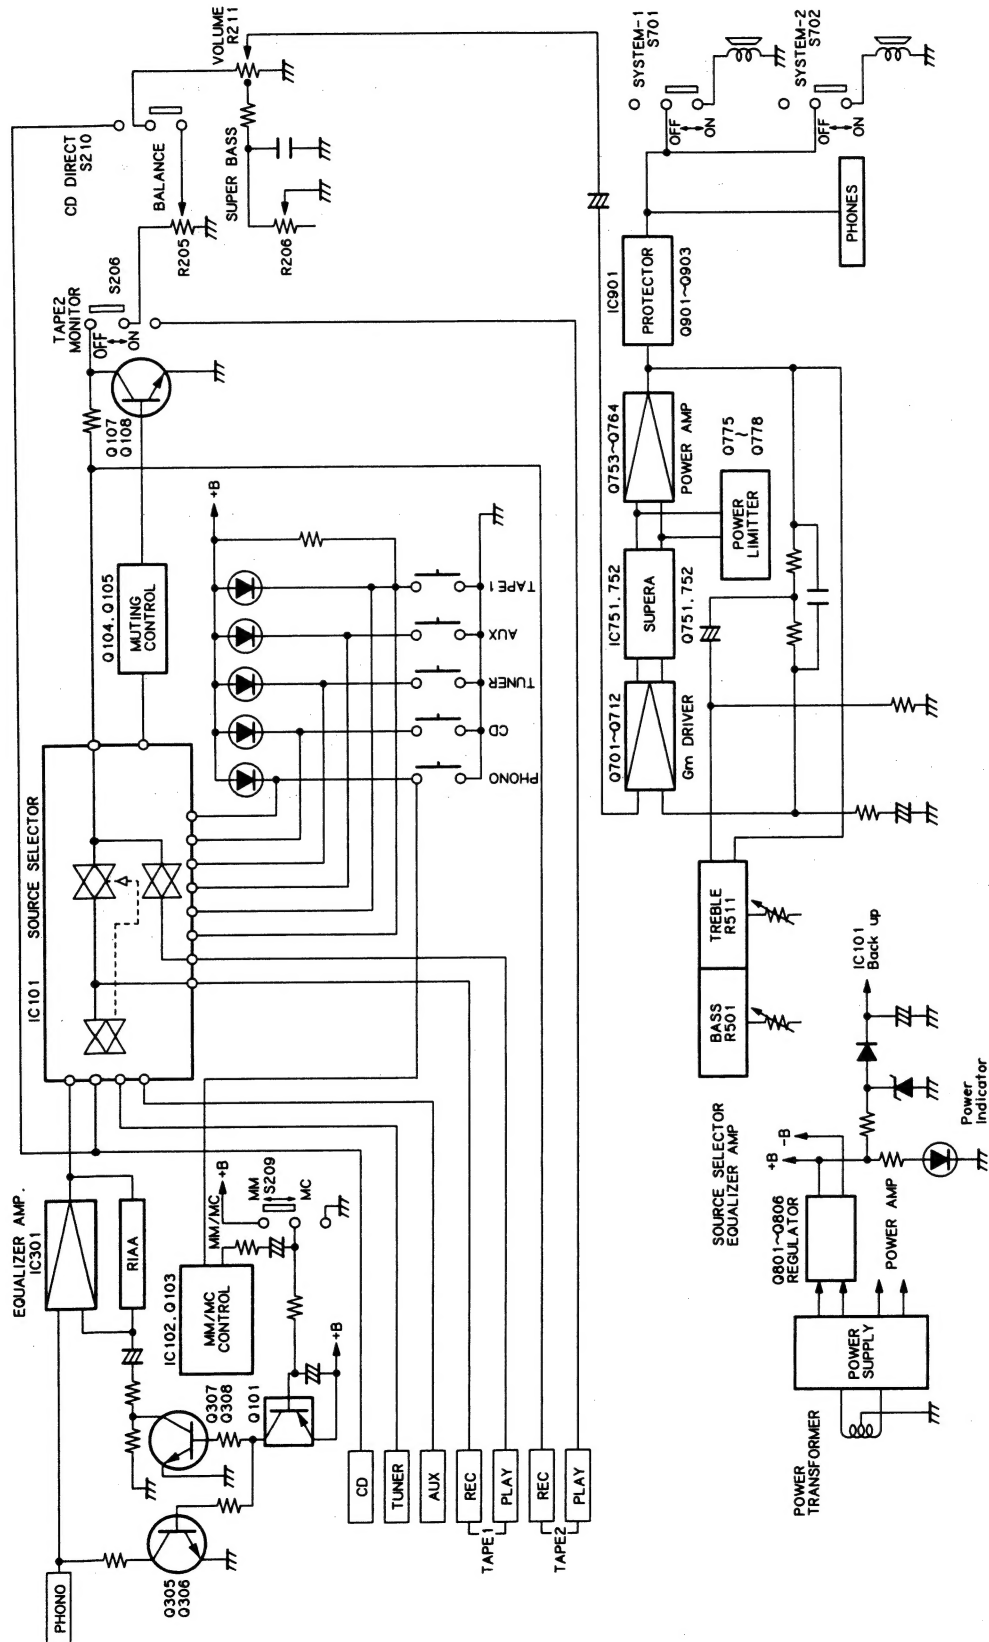 PHONO
Q305
Q306
EQUALIZER AMP.
IC301
RIAA
Q307
Q308
Q101
IC102.Q103
MM/MC
CONTROL
MM/MC
+B
S209
MM
MC
+B
CD
TUNER
AUX
REC
PLAY
TAPE1
REC
PLAY
TAPE2
IC101
SOURCE SELECTOR
Q104.Q105
MUTING
CONTROL
Q107
Q108
TAPE2
MONITOR
OFF
ON
S206
R205
BALANCE
CD DIRECT
S210
VOLUME
R211
SUPER BASS
R206
+B
PHONO
CD
TUNER
AUX
TAPE1
SYSTEM-1
S701
OFF
ON
SYSTEM-2
S702
OFF
ON
PHONES
IC901
PROTECTOR
Q901~Q903
Q753~Q764
POWER AMP
Q775
~
Q778
POWER
LIMITTER
IC751.752
SUPERA
Q751.752
Q701~Q712
Gm DRIVER
TREBLE
R511
BASS
R501
IC101
Back up
Power
Indicator
SOURCE SELECTOR
EQUALIZER AMP
+B
-B
Q801~Q806
REGULATOR
POWER AMP
POWER
SUPPLY
POWER
TRANSFORMER